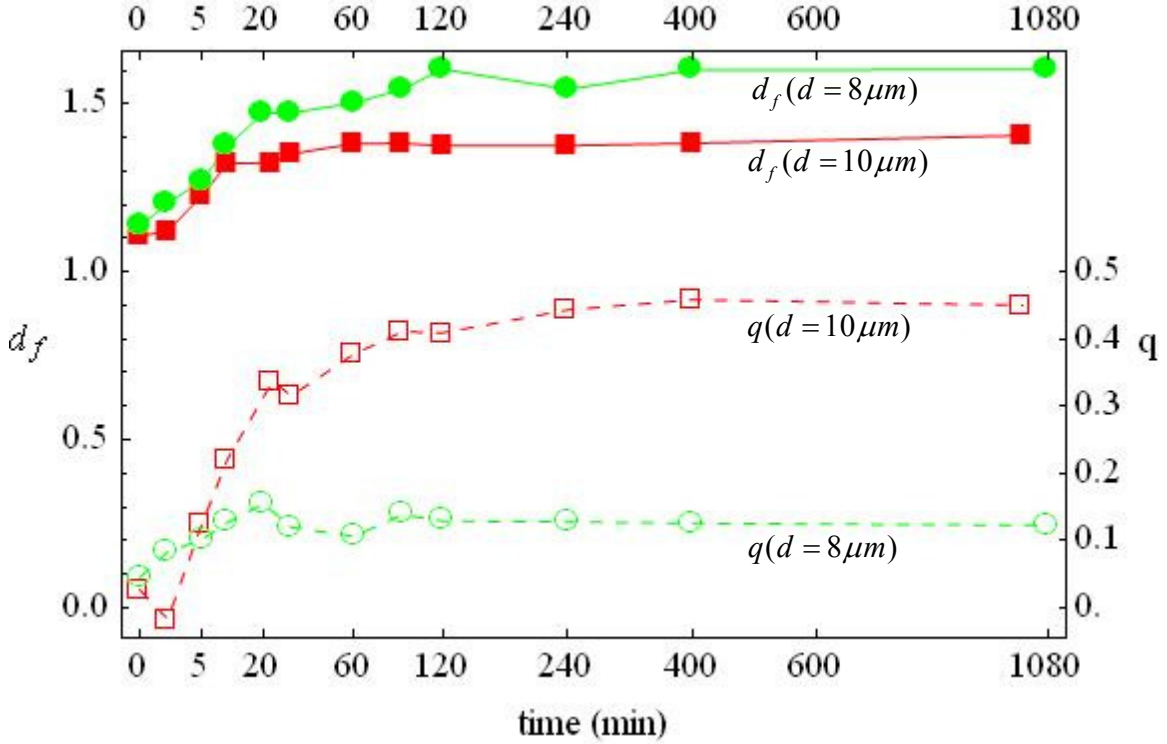 0 5 20 60 120 240 400 600 1080
1.5
d_f(d = 8μm)
d_f(d = 10μm)
1.0 0.5
q(d = 10μm)
d_f 0.4 q
0.5 0.3
0.2
q(d = 8μm)
0.1
0.0 0.
0 5 20 60 120 240 400 600 1080
time (min)